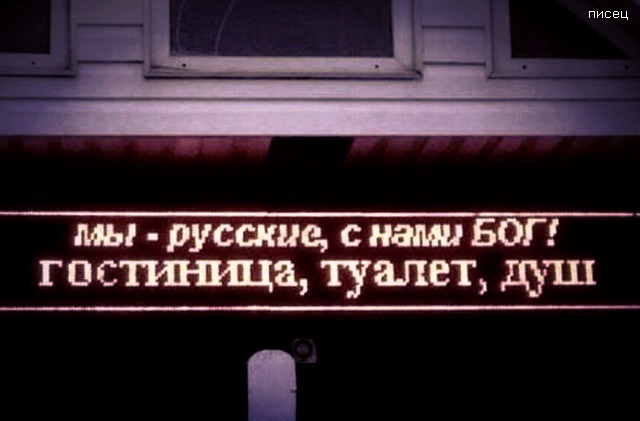 писец
мы - русские, с нами БОГ!
гостиница, туалет, душ